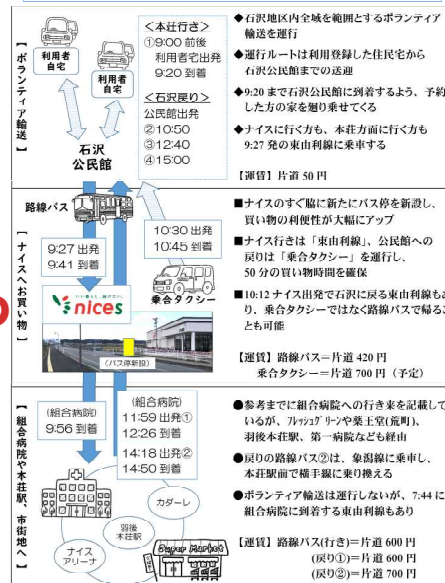 【ボランティア輸送】
利用者
自宅
利用者
自宅
石沢
公民館
＜本荘行き＞
①9:00 前後
利用者宅出発
9:20 到着
＜石沢戻り＞
公民館出発
②10:50
③12:40
④15:00
◆石沢地区内全域を範囲とするボランティア
輸送を運行
◆運行ルートは利用登録した住民宅から
石沢公民館までの送迎
◆9:20 まで石沢公民館に到着するよう、予約
した方の家を廻り乗せてくる
◆ナイスに行く方も、本荘方面に行く方も
9:27 発の東由利線に乗車する
【運賃】片道 50 円
【ナイスへお買い物】
路線バス
9:27 出発
9:41 到着
10:30 出発
10:45 到着
乗合タクシー
nices
（バス停新設）
■ナイスのすぐ脇に新たにバス停を新設し、
買い物の利便性が大幅にアップ
■ナイス行きは「東由利線」、公民館への
戻りは「乗合タクシー」を運行し、
50 分の買い物時間を確保
■10:12 ナイス出発で石沢に戻る東由利線もあ
り、乗合タクシーではなく路線バスで帰るこ
とも可能
【運賃】路線バス＝片道 420 円
乗合タクシー＝片道 700 円（予定）
【組合病院や本荘駅、市街地へ】
(組合病院)
9:56 到着
(組合病院)
11:59 出発①
12:26 到着
14:18 出発②
14:50 到着
カダーレ
羽後
本荘駅
ナイス
アリーナ
Super Market
●参考までに組合病院への行き来を記載して
いるが、フレッシュグリーンや薬王堂(荒町)、
羽後本荘駅、第一病院なども経由
●戻りの路線バス②は、象潟線に乗車し、
本荘駅前で横手線に乗り換える
●ボランティア輸送は運行しないが、7:44 に
組合病院に到着する東由利線もあり
【運賃】路線バス(行き)＝片道 600 円
(戻り①)＝片道 600 円
(戻り②)＝片道 700 円